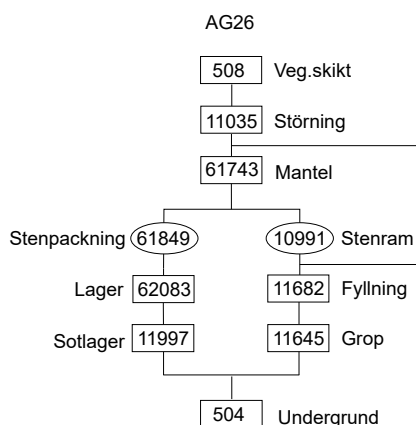 AG26
508 Veg.skikt
11035 Störning
61743 Mantel
Stenpackning 61849 10991 Stenram
Lager 62083 11682 Fyllning
Sotlager 11997 11645 Grop
504 Undergrund